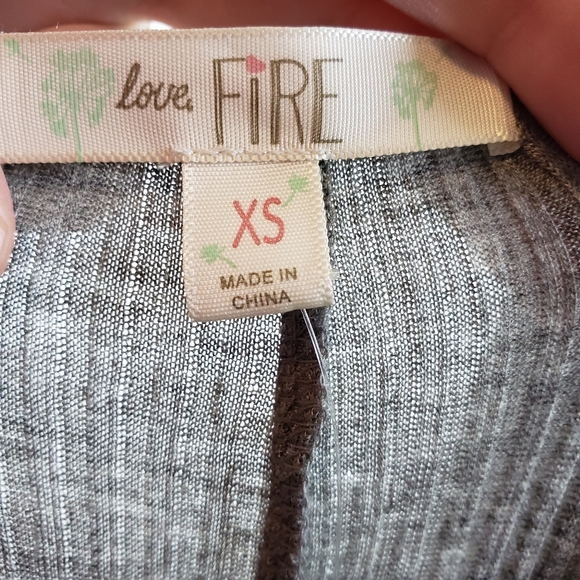 love, FiRE
XS
MADE IN
CHINA